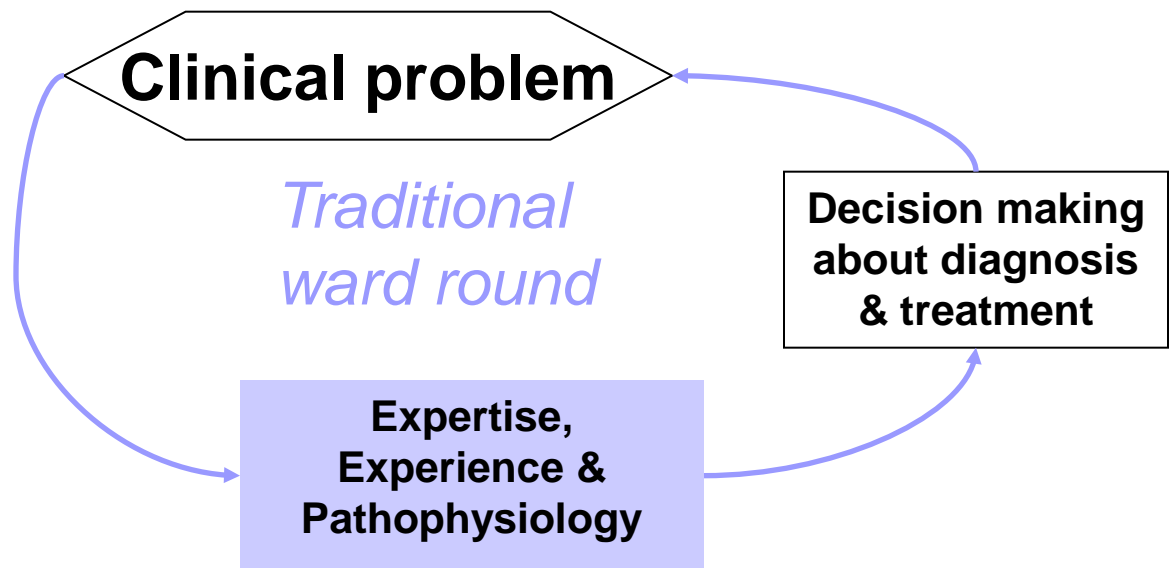 Clinical problem
Traditional
ward round
Decision making
about diagnosis
& treatment
Expertise,
Experience &
Pathophysiology